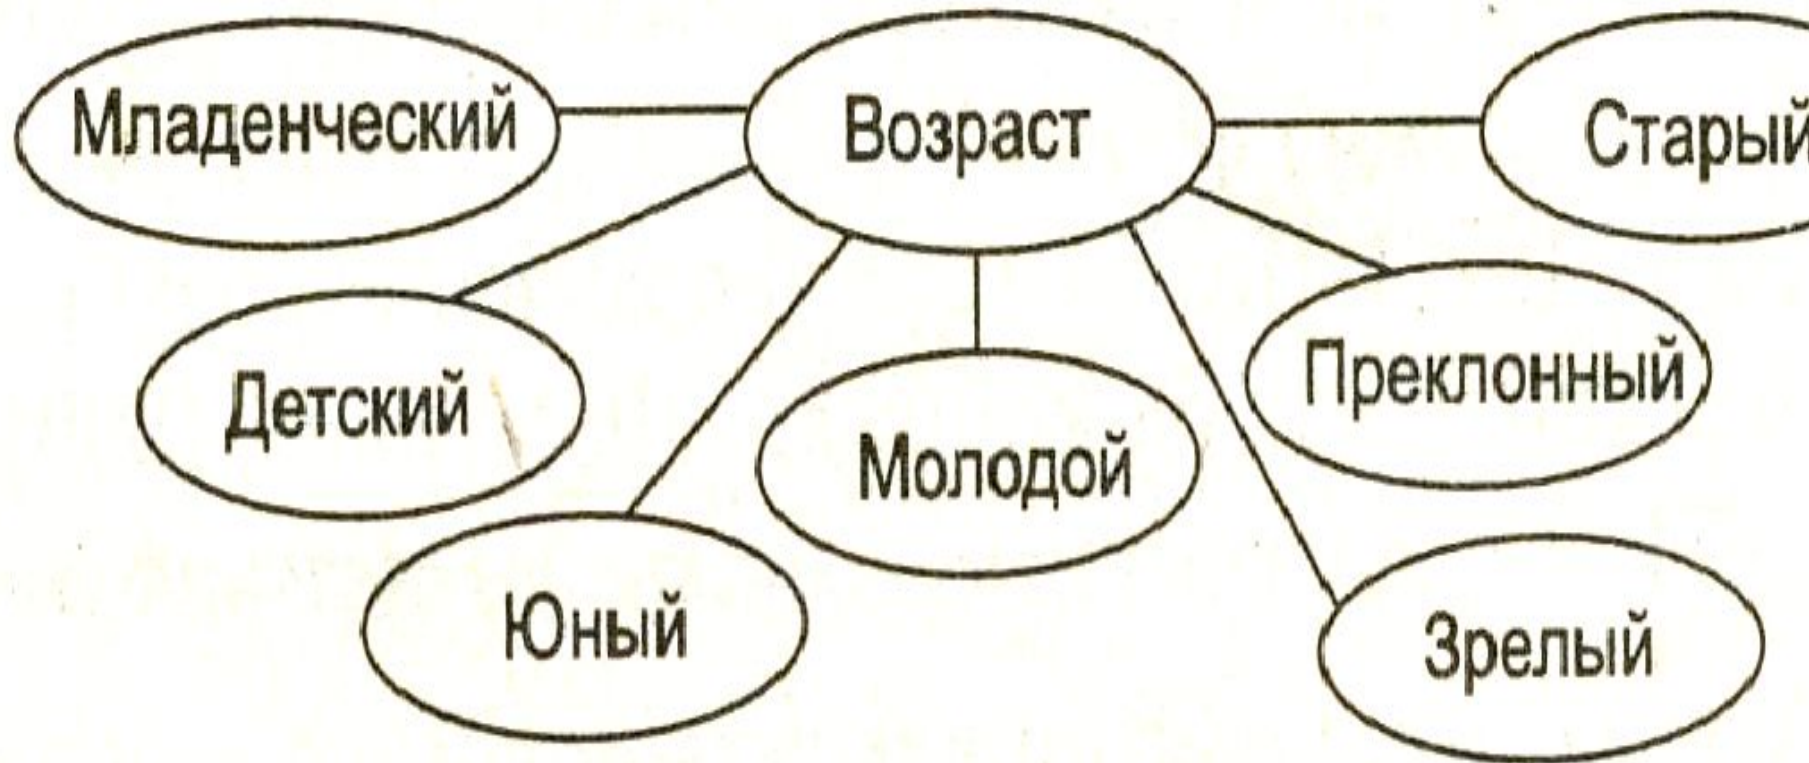 Младенческий
Возраст
Старый
Детский
Молодой
Преклонный
Юный
Зрелый